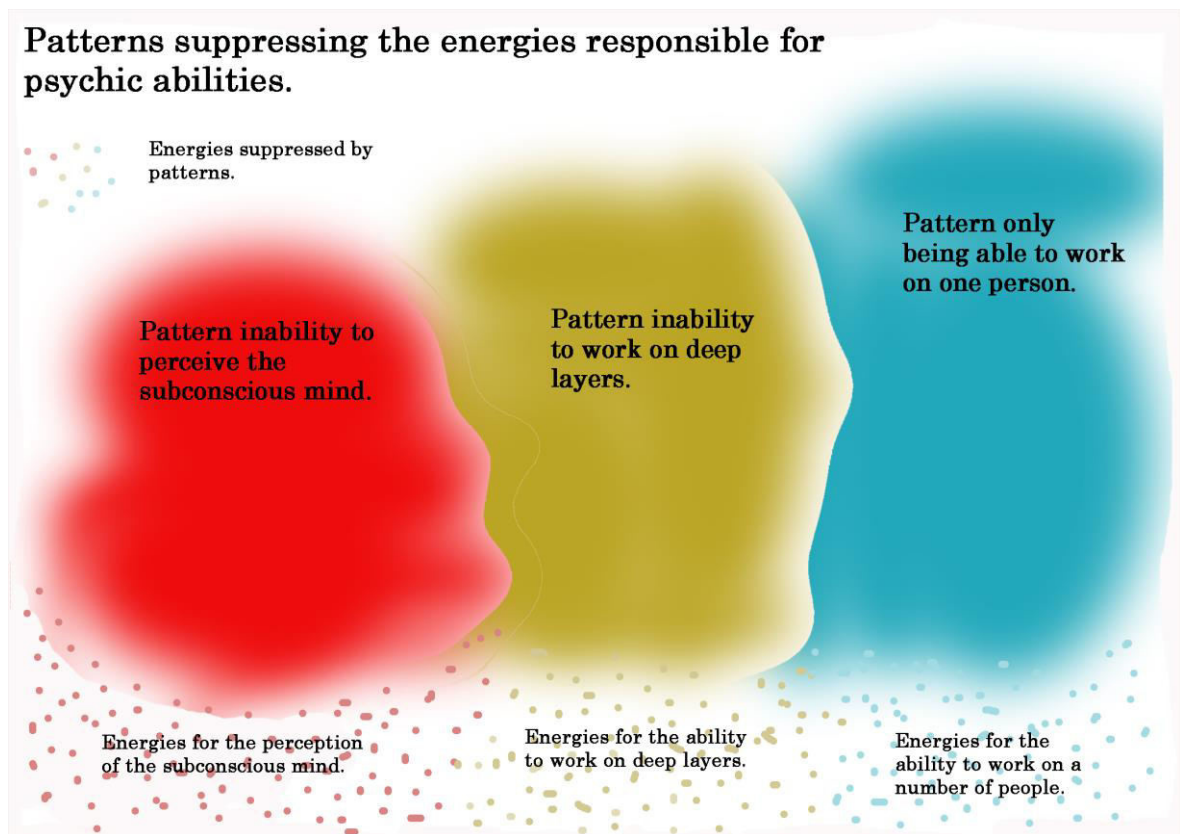 Patterns suppressing the energies responsible for
psychic abilities.
Energies suppressed by
patterns.
Pattern inability to
perceive the
subconscious mind.
Pattern inability
to work on deep
layers.
Pattern only
being able to work
on one person.
Energies for the perception
of the subconscious mind.
Energies for the ability
to work on deep layers.
Energies for the
ability to work on a
number of people.